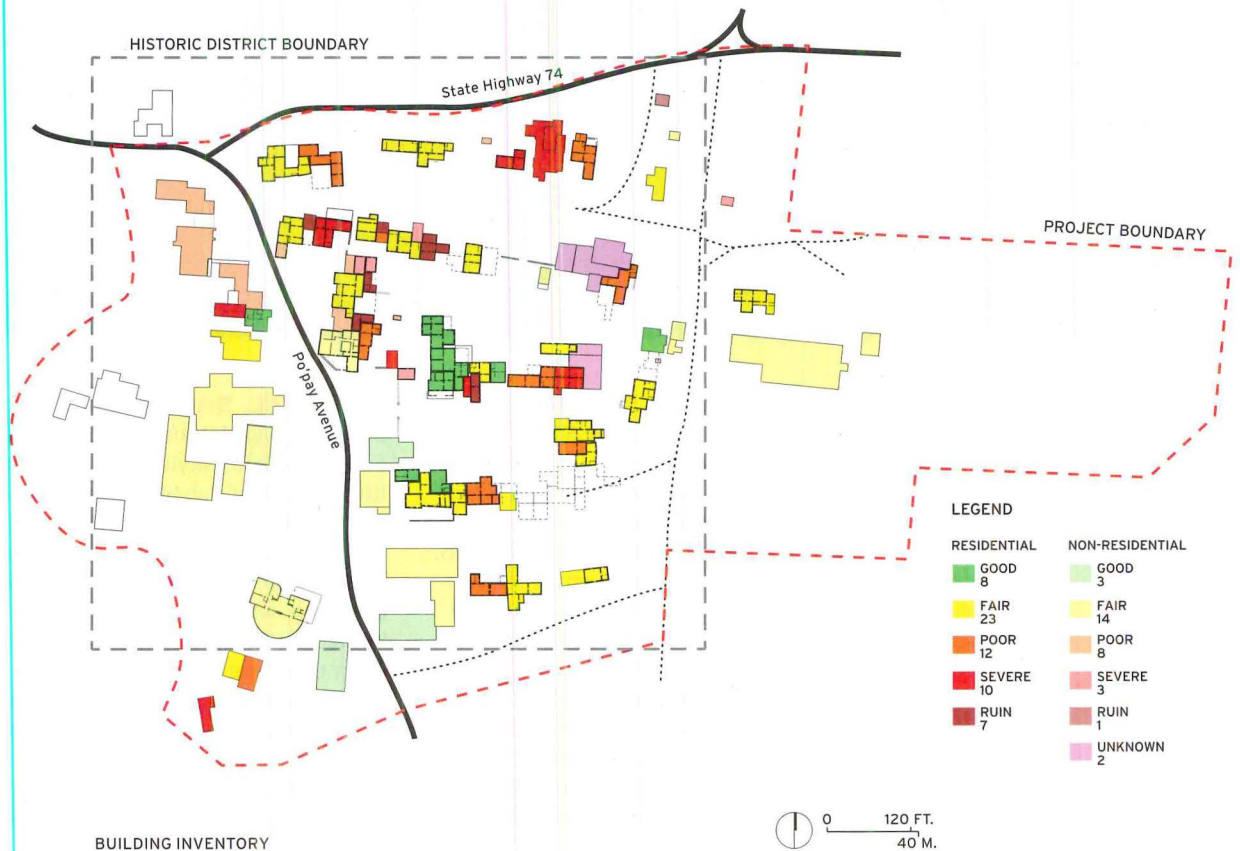 HISTORIC DISTRICT BOUNDARY
State Highway 74
PROJECT BOUNDARY
Po'pay Avenue
LEGEND
RESIDENTIAL
GOOD
8
FAIR
23
POOR
12
SEVERE
10
RUIN
7
NON-RESIDENTIAL
GOOD
3
FAIR
14
POOR
8
SEVERE
3
RUIN
1
UNKNOWN
2
BUILDING INVENTORY
0 120 FT.
40 M.